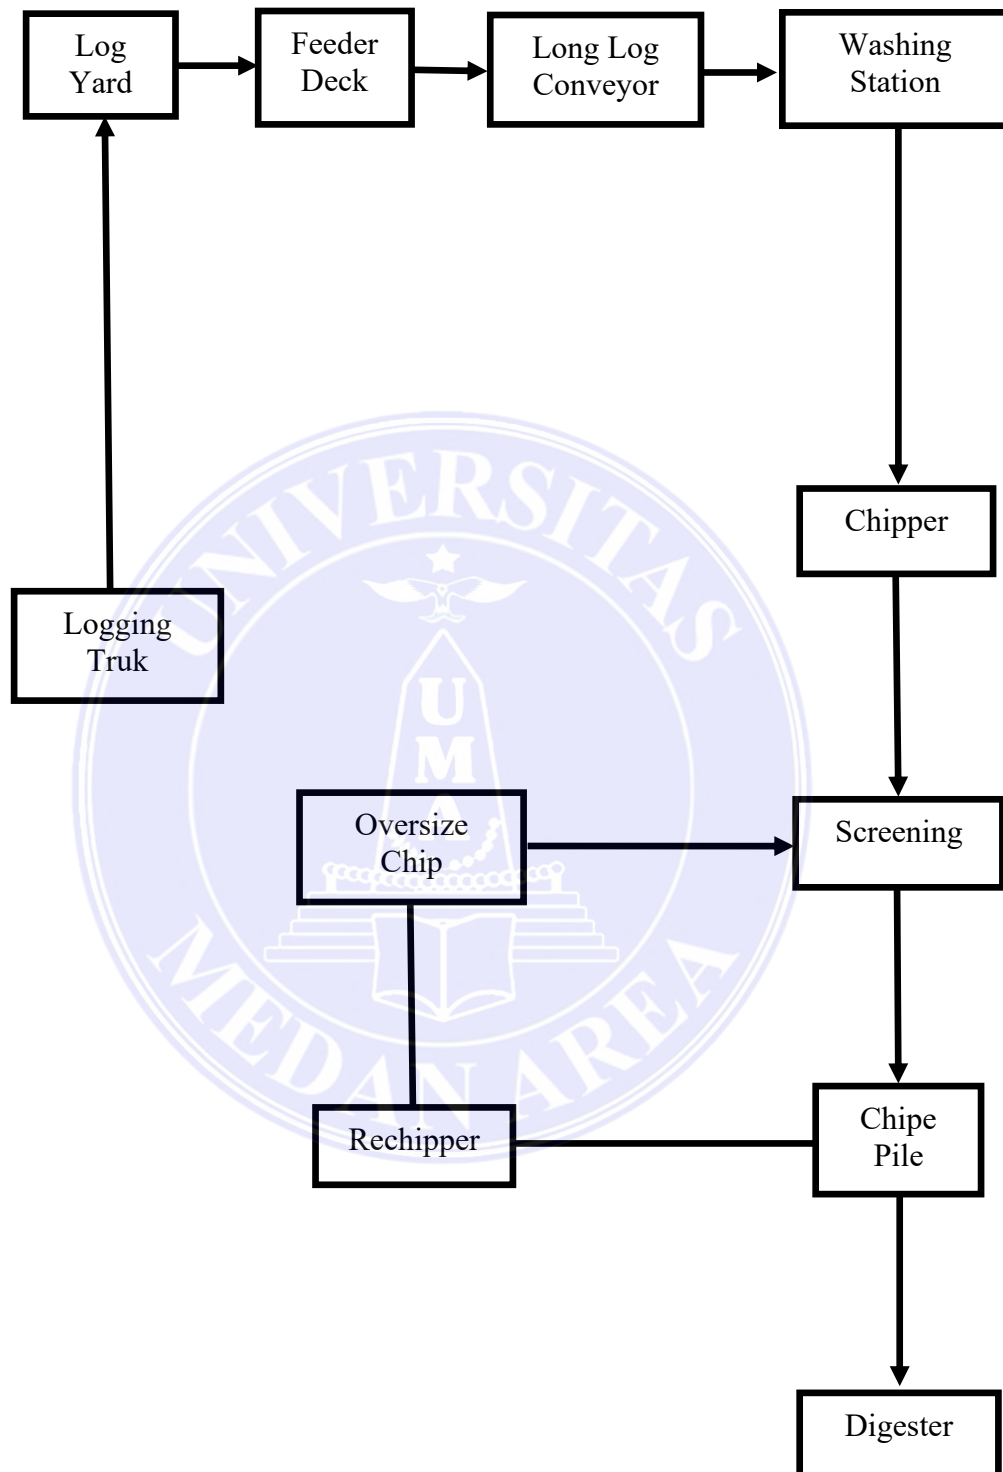 Log
Yard
Feeder
Deck
Long Log
Conveyor
Washing
Station
Chipper
Logging
Truk
Oversize
Chip
Screening
Rechipper
Chipe
Pile
Digester
UNIVERSITAS
MEDAN AREA
U
M
A